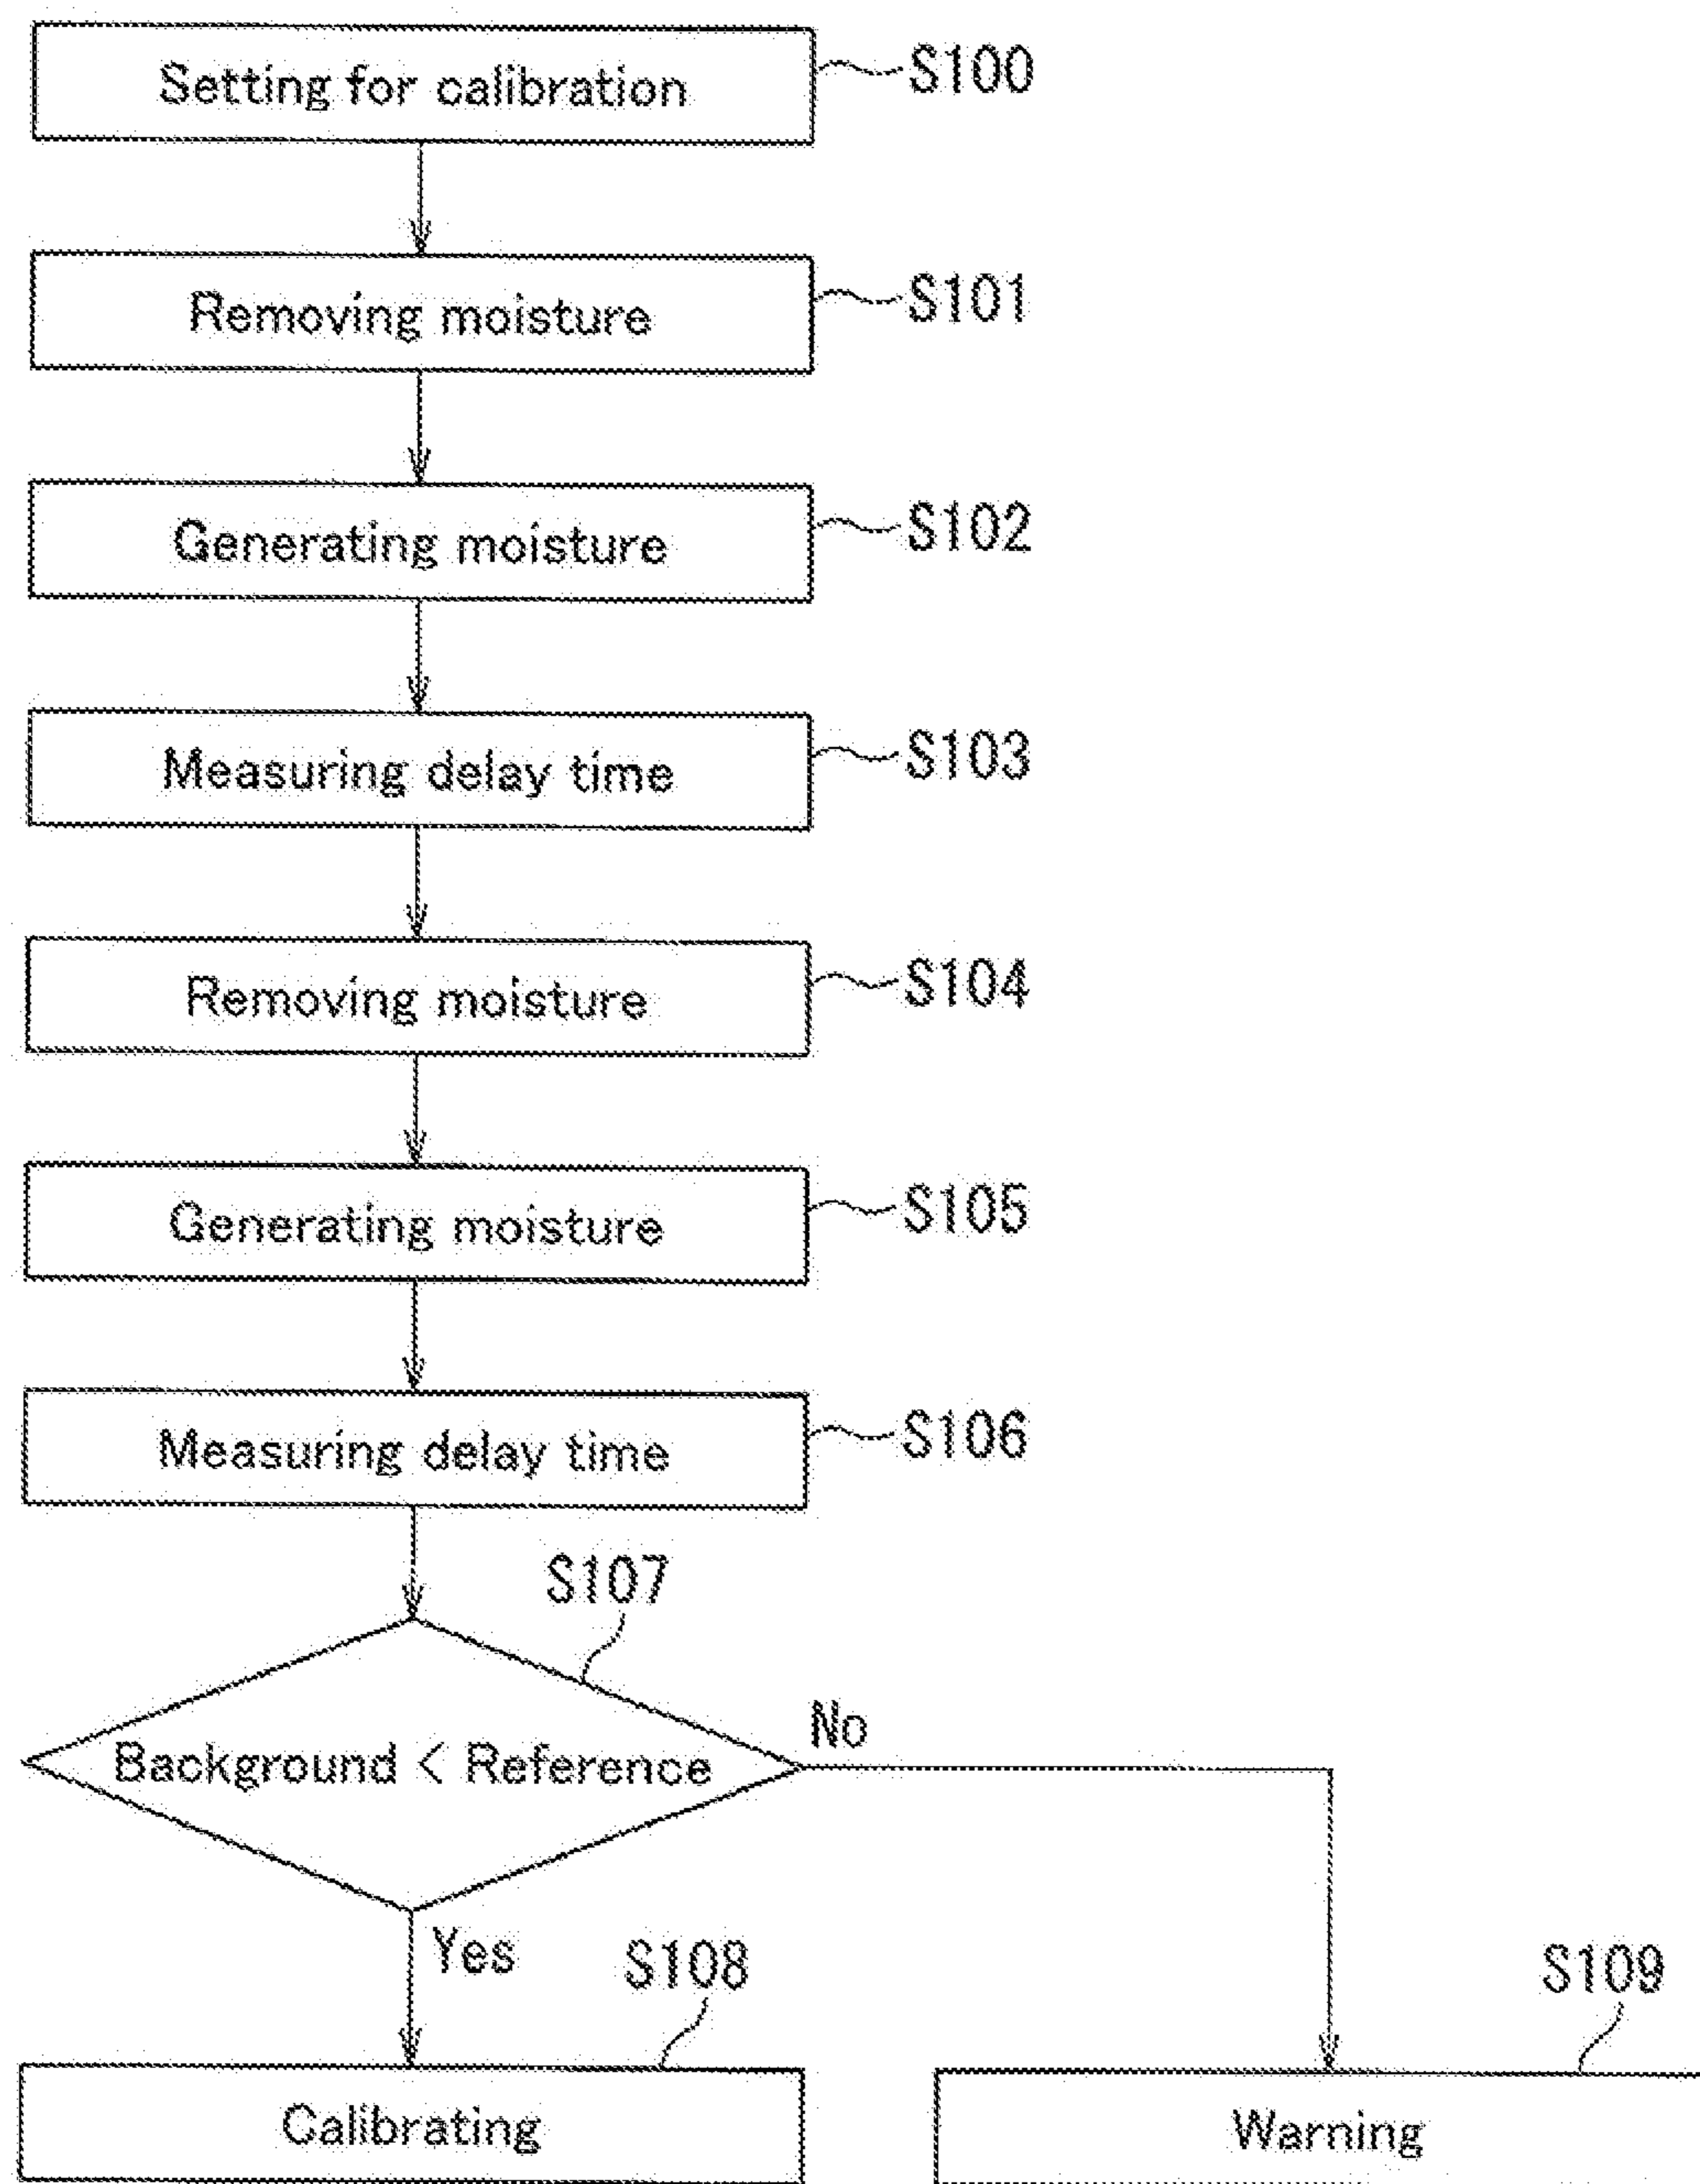 Setting for calibration S100
Removing moisture S101
Generating moisture S102
Measuring delay time S103
Removing moisture S104
Generating moisture S105
Measuring delay time S106
S107
Background < Reference
No
Yes
S108
S109
Calibrating
Warning